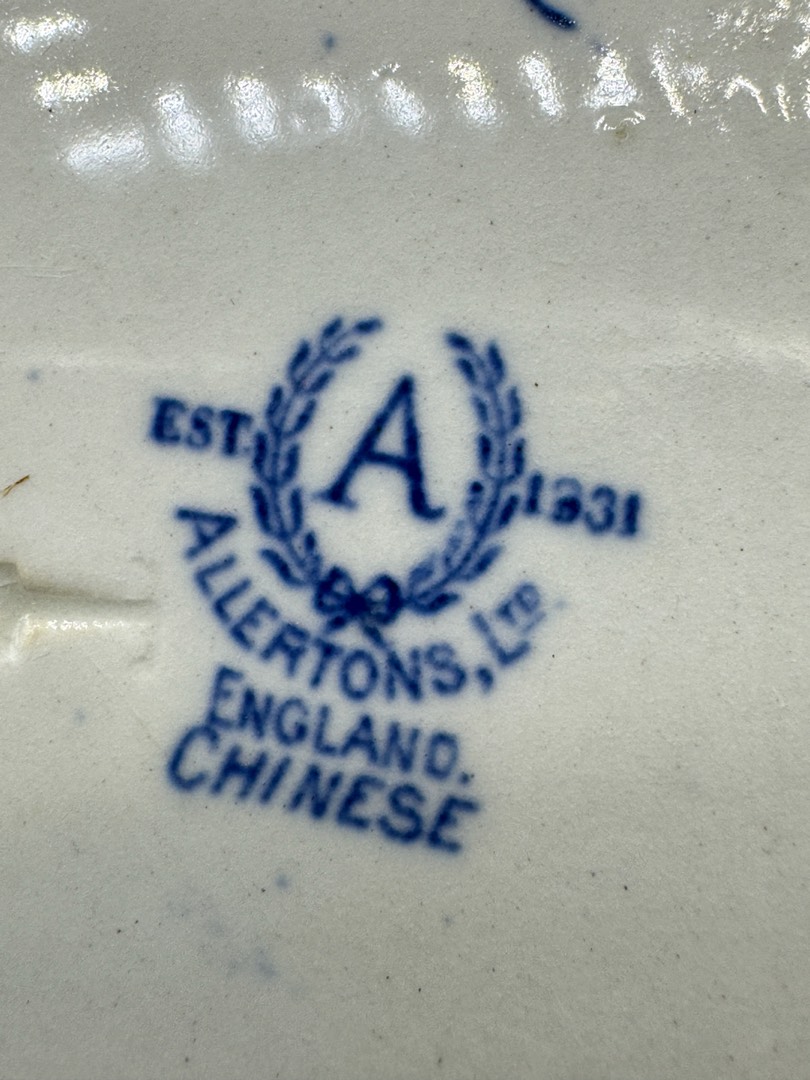 EST. A 1831
ALLERTONS, LTD
ENGLAND.
CHINESE